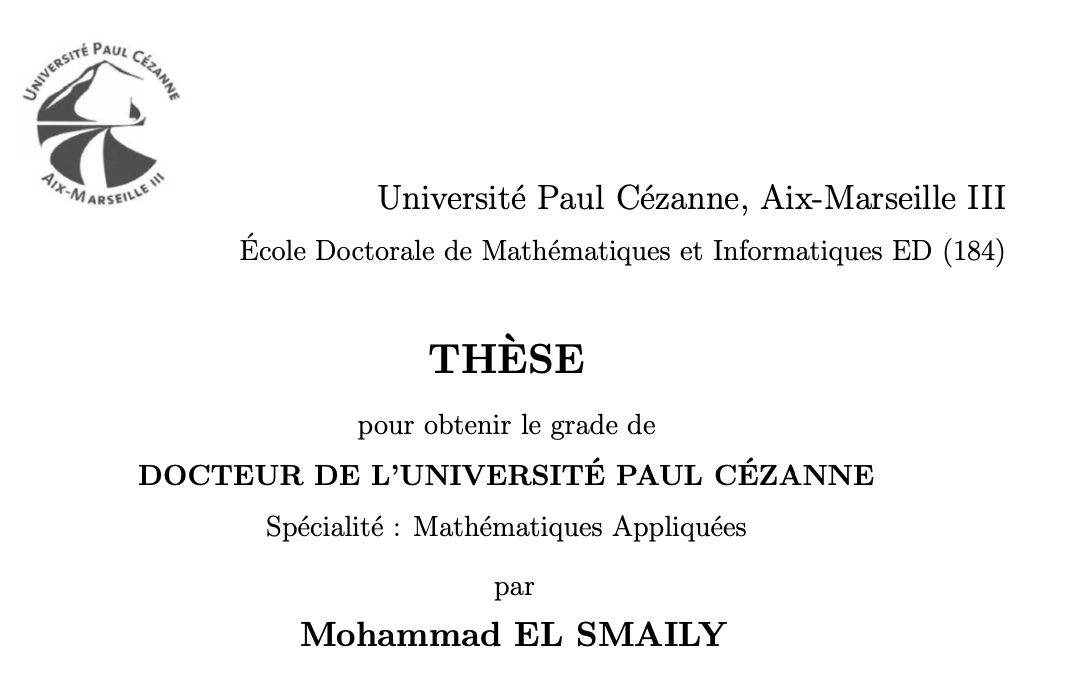 UNIVERSITÉ PAUL CÉZANNE
AIX-MARSEILLE III
Université Paul Cézanne, Aix-Marseille III
École Doctorale de Mathématiques et Informatiques ED (184)
THÈSE
pour obtenir le grade de
DOCTEUR DE L'UNIVERSITÉ PAUL CÉZANNE
Spécialité : Mathématiques Appliquées
par
Mohammad EL SMAILY